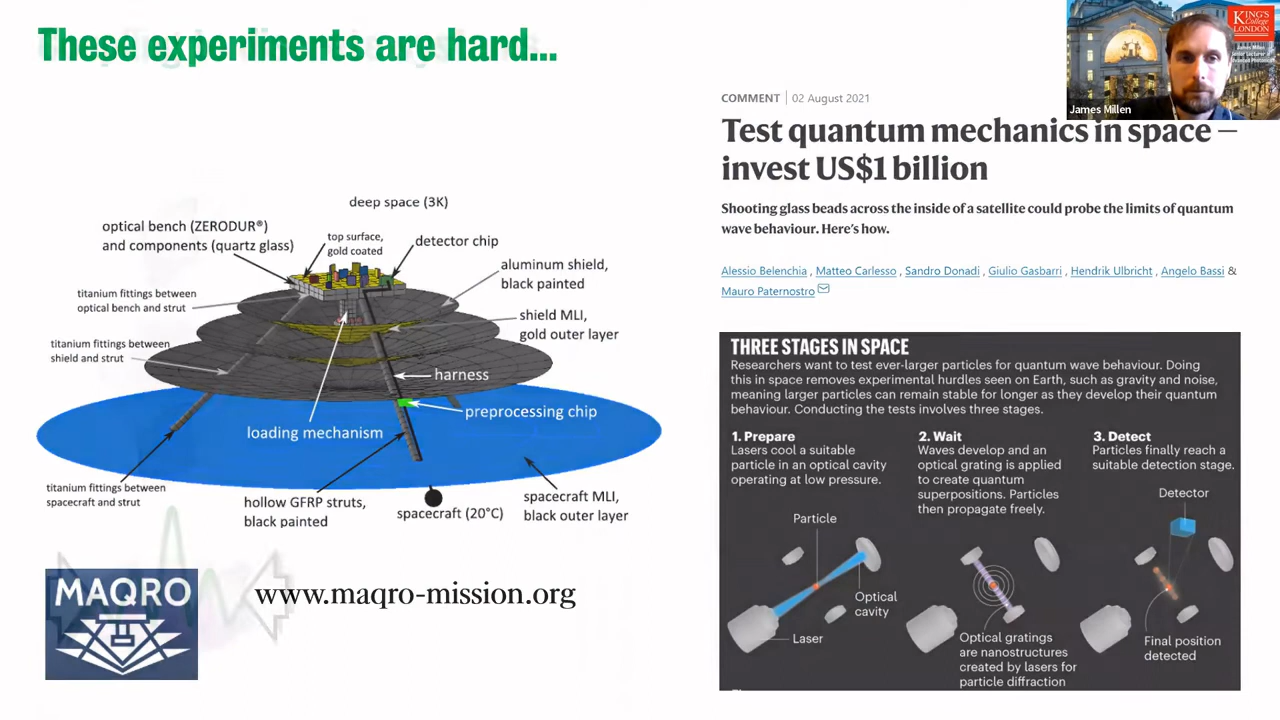 These experiments are hard...
deep space (3K)
optical bench (ZERODUR®)
and components (quartz glass)
top surface,
gold coated
detector chip
aluminum shield,
black painted
titanium fittings between
optical bench and strut
shield MLI,
gold outer layer
titanium fittings between
shield and strut
harness
preprocessing chip
loading mechanism
titanium fittings between
spacecraft and strut
hollow GFRP struts,
black painted
spacecraft (20°C)
spacecraft MLI,
black outer layer
MAQRO
www.maqro-mission.org
KING'S
College
LONDON
James Millen
James Millen
COMMENT | 02 August 2021
Test quantum mechanics in space —
invest US$1 billion
Shooting glass beads across the inside of a satellite could probe the limits of quantum
wave behaviour. Here's how.
Alessio Belenchia, Matteo Carlesso, Sandro Donadi, Giulio Gasbarri, Hendrik Ulbricht, Angelo Bassi &
Mauro Paternostro
THREE STAGES IN SPACE
Researchers want to test ever-larger particles for quantum wave behaviour. Doing
this in space removes experimental hurdles seen on Earth, such as gravity and noise,
meaning larger particles can remain stable for longer as they develop their quantum
behaviour. Conducting the tests involves three stages.
1. Prepare
Lasers cool a suitable
particle in an optical cavity
operating at low pressure.
2. Wait
Waves develop and an
optical grating is applied
to create quantum
superpositions. Particles
then propagate freely.
3. Detect
Particles finally reach a
suitable detection stage.
Particle
Optical
cavity
Laser
Optical gratings
are nanostructures
created by lasers for
particle diffraction
Detector
Final position
detected